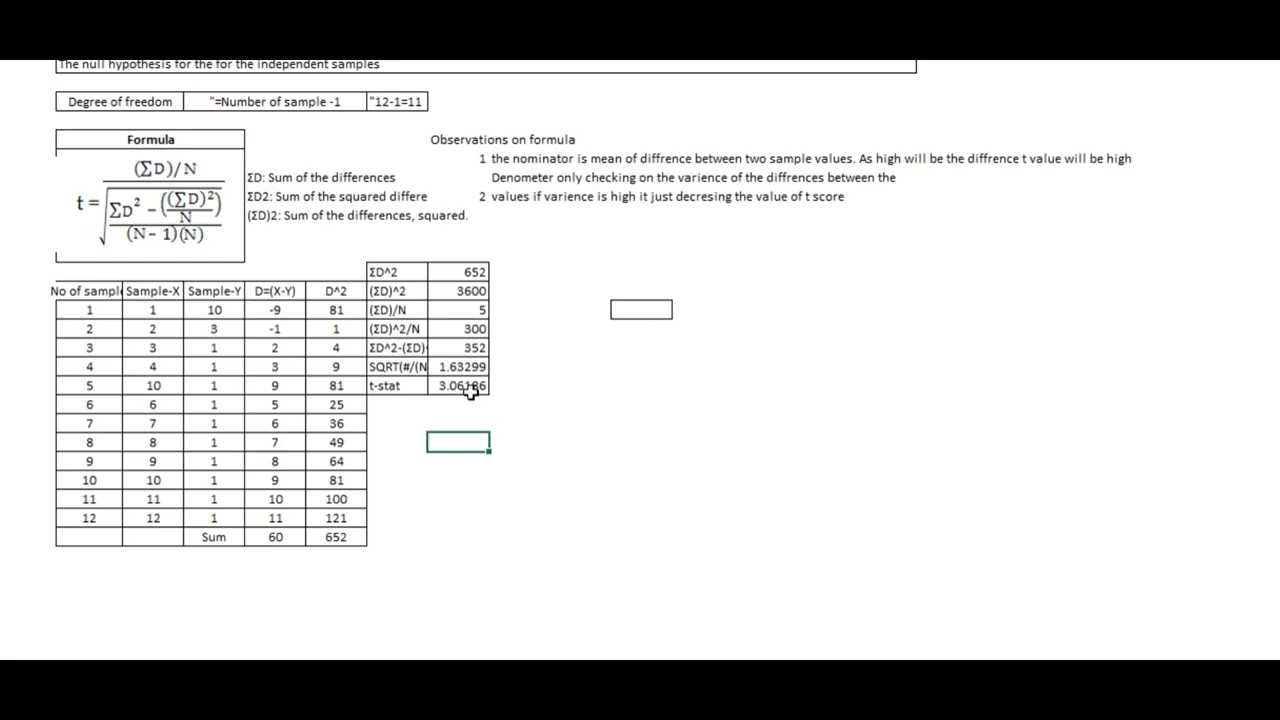 The null hypothesis for the for the independent samples
Degree of freedom "=Number of sample -1 "12-1=11
Formula
t = (ΣD)/N / √((ΣD² - ((ΣD)²)/N) / (N- 1)(N))
ΣD: Sum of the differences
ΣD2: Sum of the squared differe
(ΣD)2: Sum of the differences, squared.
Observations on formula
1 the nominator is mean of diffrence between two sample values. As high will be the diffrence t value will be high
Denometer only checking on the varience of the diffrences between the
2 values if varience is high it just decresing the value of t score
ΣD^2 652
No of sampl Sample-X Sample-Y D=(X-Y) D^2 (ΣD)^2 3600
1 1 10 -9 81 (ΣD)/N 5
2 2 3 -1 1 (ΣD)^2/N 300
3 3 1 2 4 ΣD^2-(ΣD) 352
4 4 1 3 9 SQRT(#/(N 1.63299
5 10 1 9 81 t-stat
6 6 1 5 25
7 7 1 6 36
8 8 1 7 49
9 9 1 8 64
10 10 1 9 81
11 11 1 10 100
12 12 1 11 121
Sum 60 652